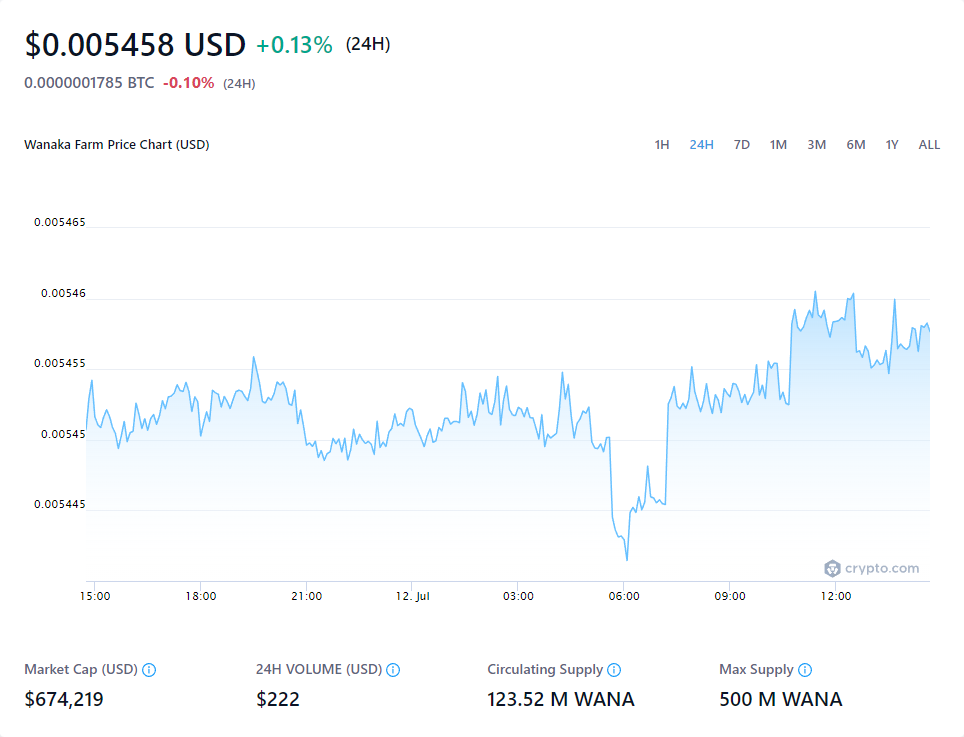 $0.005458 USD +0.13% (24H)
0.0000001785 BTC -0.10% (24H)
Wanaka Farm Price Chart (USD) 1H 24H 7D 1M 3M 6M 1Y ALL
0.005465
0.00546
0.005455
0.00545
0.005445
crypto.com
15:00 18:00 21:00 12. Jul 03:00 06:00 09:00 12:00
Market Cap (USD) 24H VOLUME (USD) Circulating Supply Max Supply
$674,219 $222 123.52 M WANA 500 M WANA